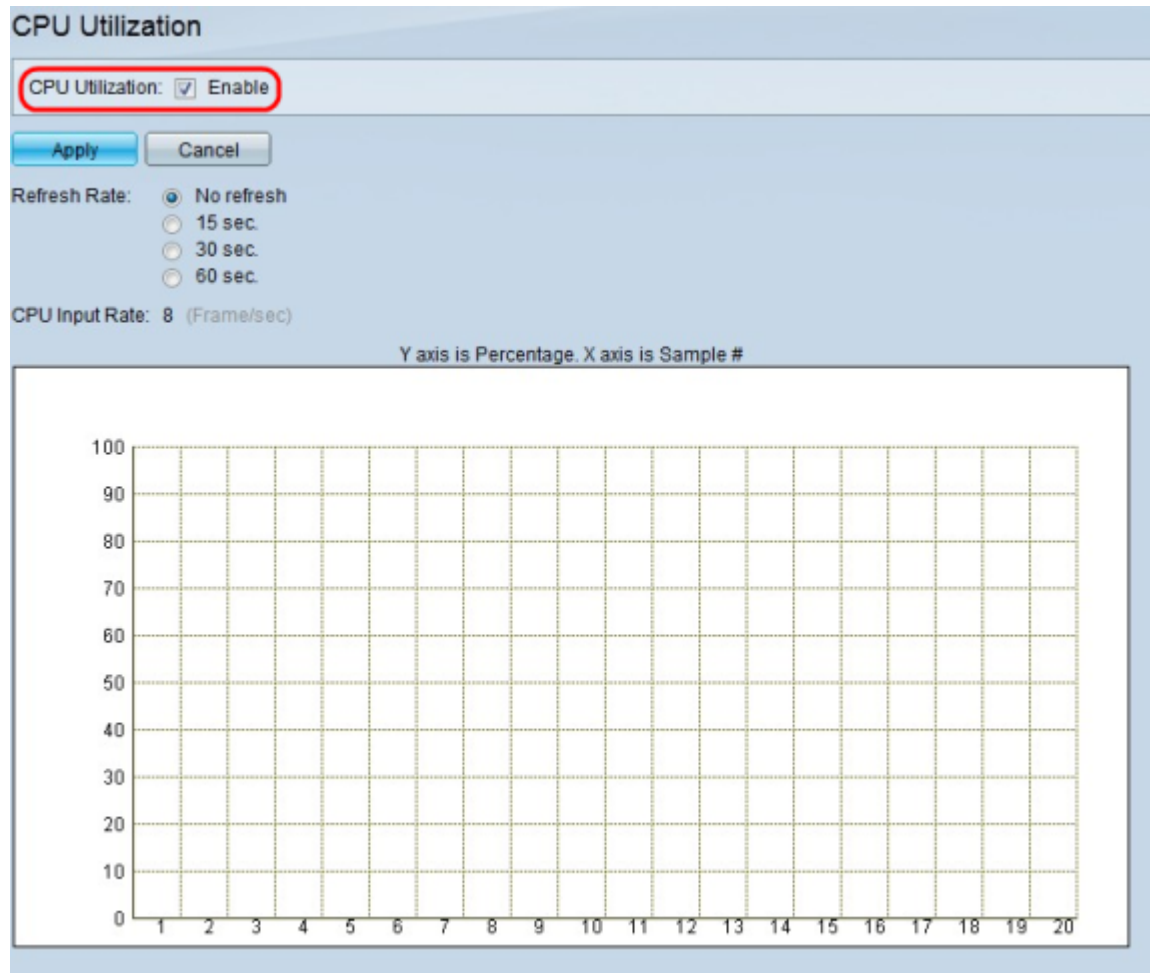 CPU Utilization
CPU Utilization: Enable
Apply Cancel
Refresh Rate: No refresh
15 sec.
30 sec.
60 sec.
CPU Input Rate: 8 (Frame/sec)
Y axis is Percentage. X axis is Sample #
100
90
80
70
60
50
40
30
20
10
0
1 2 3 4 5 6 7 8 9 10 11 12 13 14 15 16 17 18 19 20